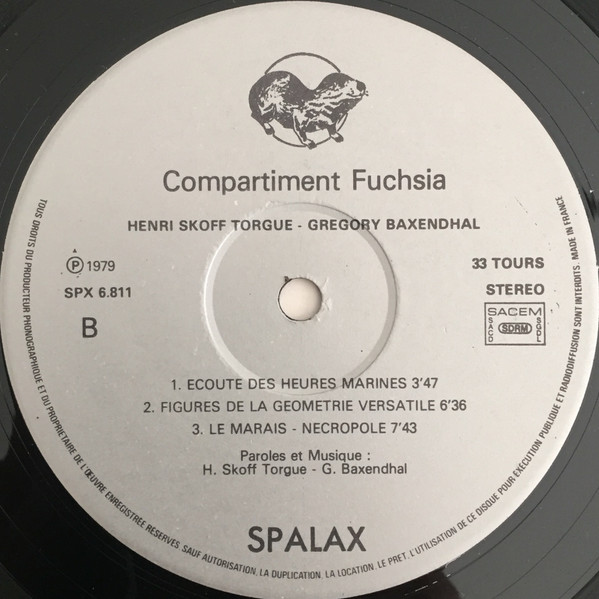 Compartiment Fuchsia
HENRI SKOFF TORGUE - GREGORY BAXENDHAL
℗ 1979
SPX 6.811
B
33 TOURS
STEREO
SACEM
SACD SDRM SGDL
1. ECOUTE DES HEURES MARINES 3'47
2. FIGURES DE LA GEOMETRIE VERSATILE 6'36
3. LE MARAIS - NECROPOLE 7'43
Paroles et Musique :
H. Skoff Torgue - G. Baxendhal
SPALAX
TOUS DROITS DU PRODUCTEUR PHONOGRAPHIQUE ET DU PROPRIETAIRE DE L'ŒUVRE ENREGISTREE RESERVES. SAUF AUTORISATION, LA DUPLICATION, LA LOCATION, LE PRET, L'UTILISATION DE CE DISQUE POUR EXECUTION PUBLIQUE ET RADIODIFFUSION SONT INTERDITS. MADE IN FRANCE